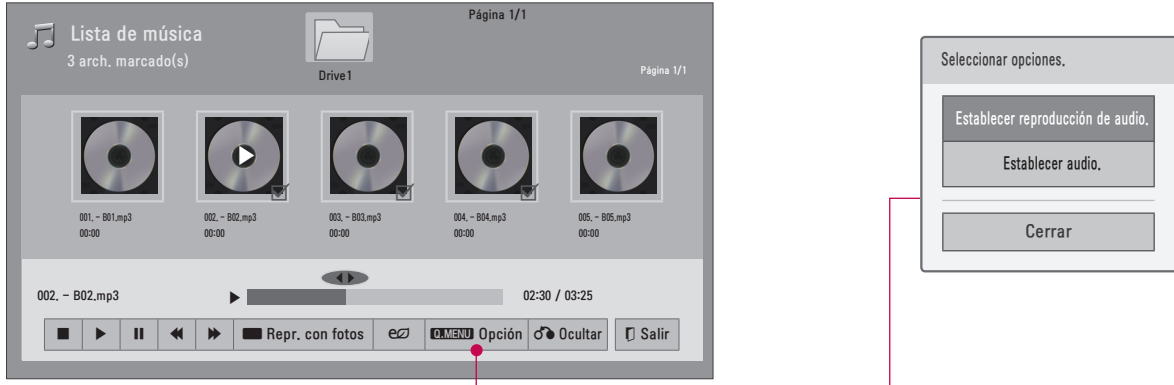 Página 1/1
Lista de música
3 arch. marcado(s)
Drive1
Página 1/1
001. - B01.mp3
00:00
002. - B02.mp3
00:00
003. - B03.mp3
00:00
004. - B04.mp3
00:00
005. - B05.mp3
00:00
002. - B02.mp3
02:30 / 03:25
Repr. con fotos
Q.MENU Opción
Ocultar
Salir
Seleccionar opciones.
Establecer reproducción de audio.
Establecer audio.
Cerrar